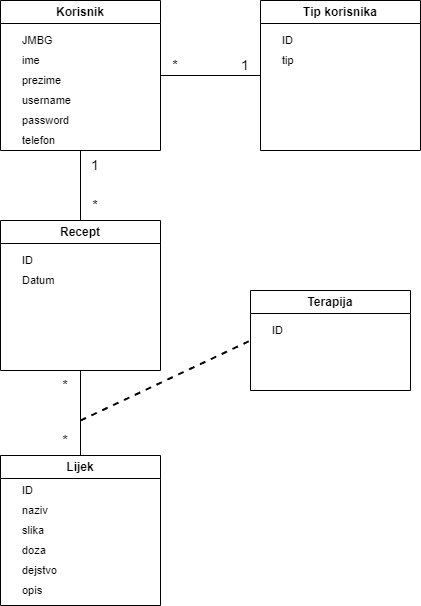 Korisnik
JMBG
ime
prezime
username
password
telefon
* 1
Tip korisnika
ID
tip
1
*
Recept
ID
Datum
Terapija
ID
*
*
Lijek
ID
naziv
slika
doza
dejstvo
opis